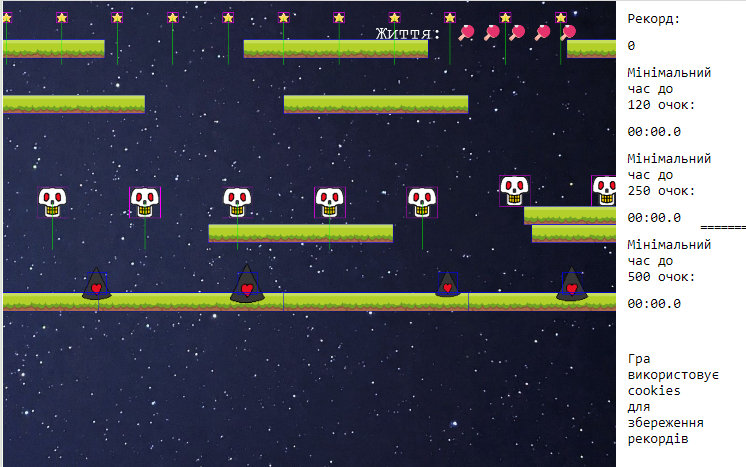 Життя:
Рекорд:
0
Мінімальний
час до
120 очок:
00:00.0
Мінімальний
час до
250 очок:
00:00.0
Мінімальний
час до
500 очок:
00:00.0
Гра
використовує
cookies
для
збереження
рекордів